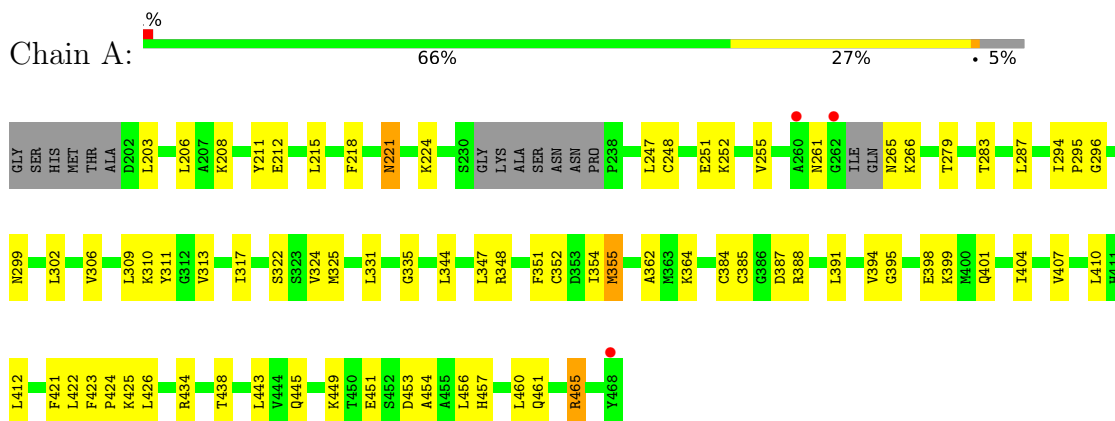 %
Chain A:
66% 27% • 5%
GLY SER HIS MET THR ALA D202 L203 L206 A207 K208 Y211 E212 L215 F218 N221 K224 S230 GLY LYS ALA SER ASN ASN PRO P238 L247 C248 E251 K252 V255 A260 N261 G262 ILE GLN N265 K266 T279 T283 L287 I294 P295 G296
N299 L302 V306 L309 K310 Y311 G312 V313 I317 S322 S323 V324 M325 L331 G335 L344 L347 R348 F351 C352 D353 I354 M355 A362 M363 K364 C384 C385 G386 D387 R388 L391 V394 G395 E398 K399 M400 Q401 I404 V407 L410 H411
L412 F421 L422 F423 P424 K425 L426 R434 T438 L443 V444 Q445 K449 T450 E451 S452 D453 A454 A455 L456 H457 L460 Q461 R465 Y468